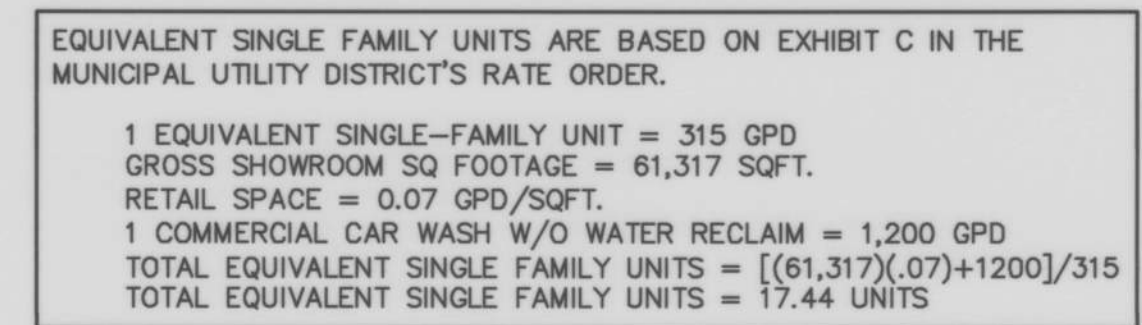 EQUIVALENT SINGLE FAMILY UNITS ARE BASED ON EXHIBIT C IN THE
MUNICIPAL UTILITY DISTRICT'S RATE ORDER.
1 EQUIVALENT SINGLE-FAMILY UNIT = 315 GPD
GROSS SHOWROOM SQ FOOTAGE = 61,317 SQFT.
RETAIL SPACE = 0.07 GPD/SQFT.
1 COMMERCIAL CAR WASH W/O WATER RECLAIM = 1,200 GPD
TOTAL EQUIVALENT SINGLE FAMILY UNITS = [(61,317)(.07)+1200]/315
TOTAL EQUIVALENT SINGLE FAMILY UNITS = 17.44 UNITS